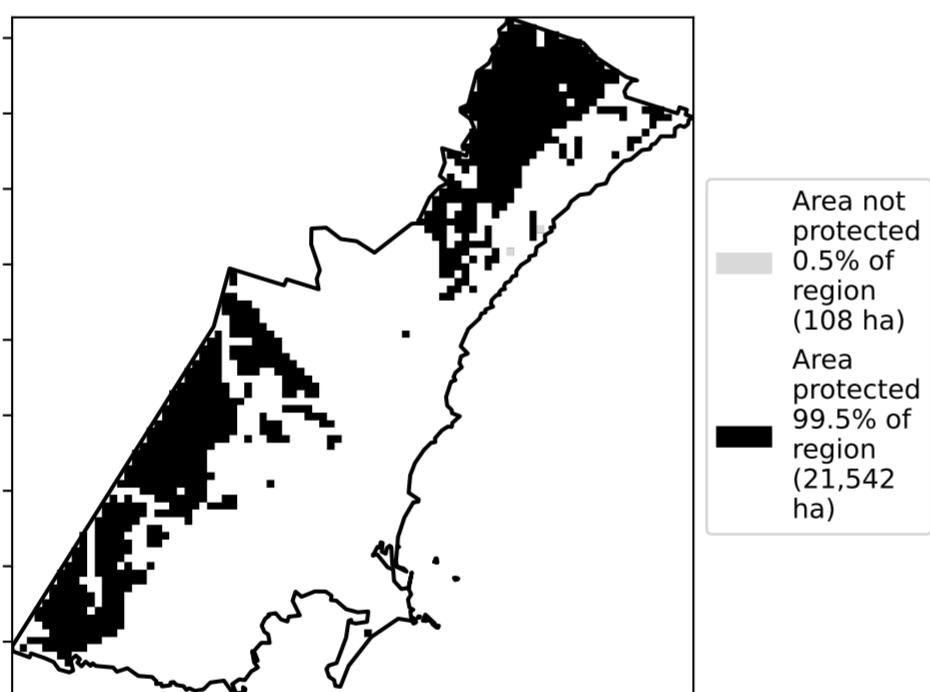 Area not
protected
0.5% of
region
(108 ha)
Area
protected
99.5% of
region
(21,542
ha)